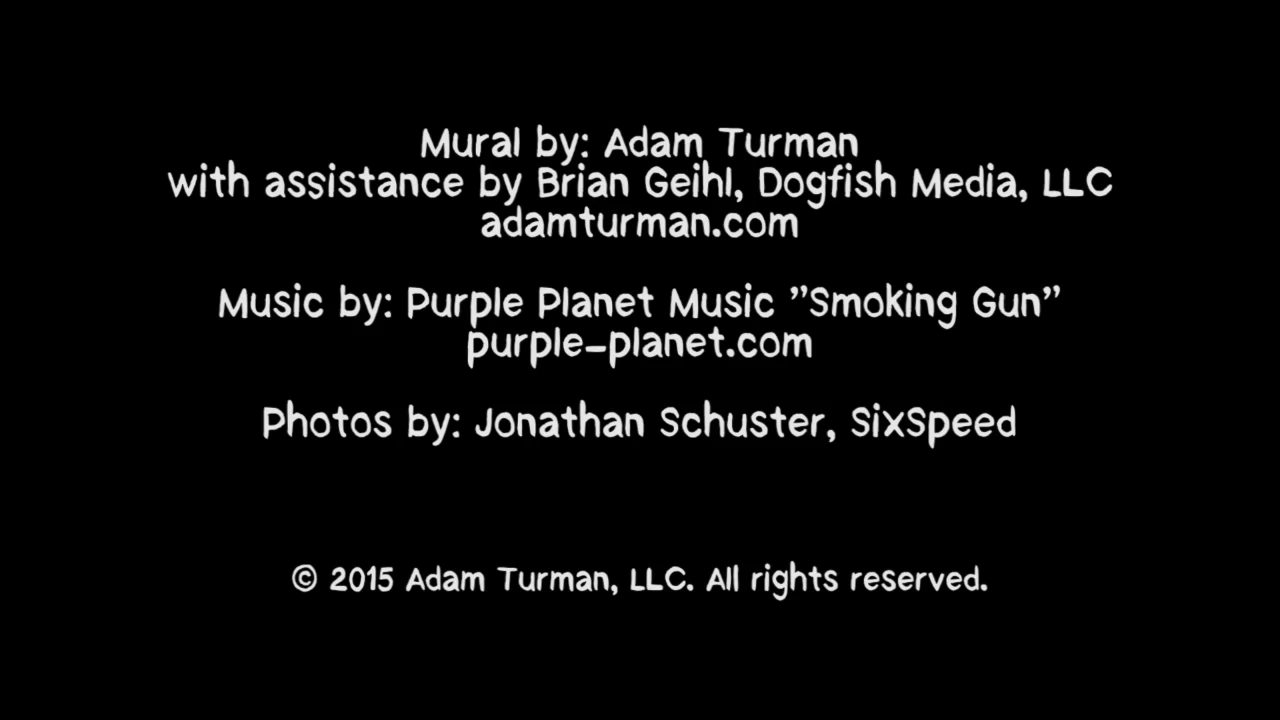 Mural by: Adam Turman
with assistance by Brian Geihl, Dogfish Media, LLC
adamturman.com
Music by: Purple Planet Music ”Smoking Gun”
purple-planet.com
Photos by: Jonathan Schuster, SixSpeed
© 2015 Adam Turman, LLC. All rights reserved.